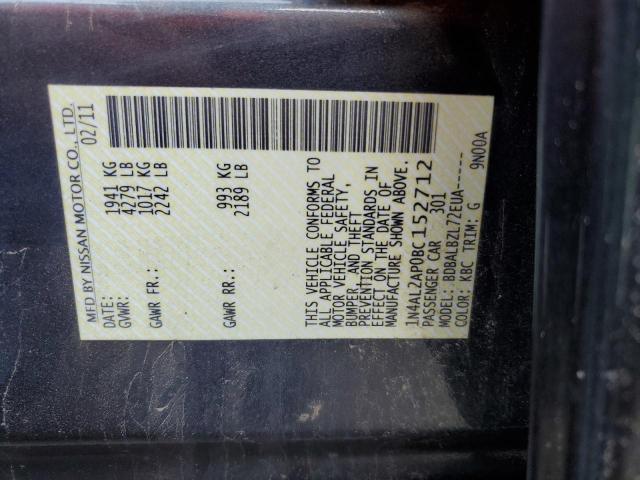 MFD BY NISSAN MOTOR CO., LTD.
DATE: 02/11
GVWR: 1941 KG
4279 LB
GAWR FR: 1017 KG
2242 LB
GAWR RR: 993 KG
2189 LB
THIS VEHICLE CONFORMS TO
ALL APPLICABLE FEDERAL
MOTOR VEHICLE SAFETY,
BUMPER, AND THEFT
PREVENTION STANDARDS IN
EFFECT ON THE DATE OF
MANUFACTURE SHOWN ABOVE.
1N4AL2AP0BC152712
PASSENGER CAR 301
MODEL: BDBALBZL72EUA-
COLOR: KBC TRIM: G 9N00A